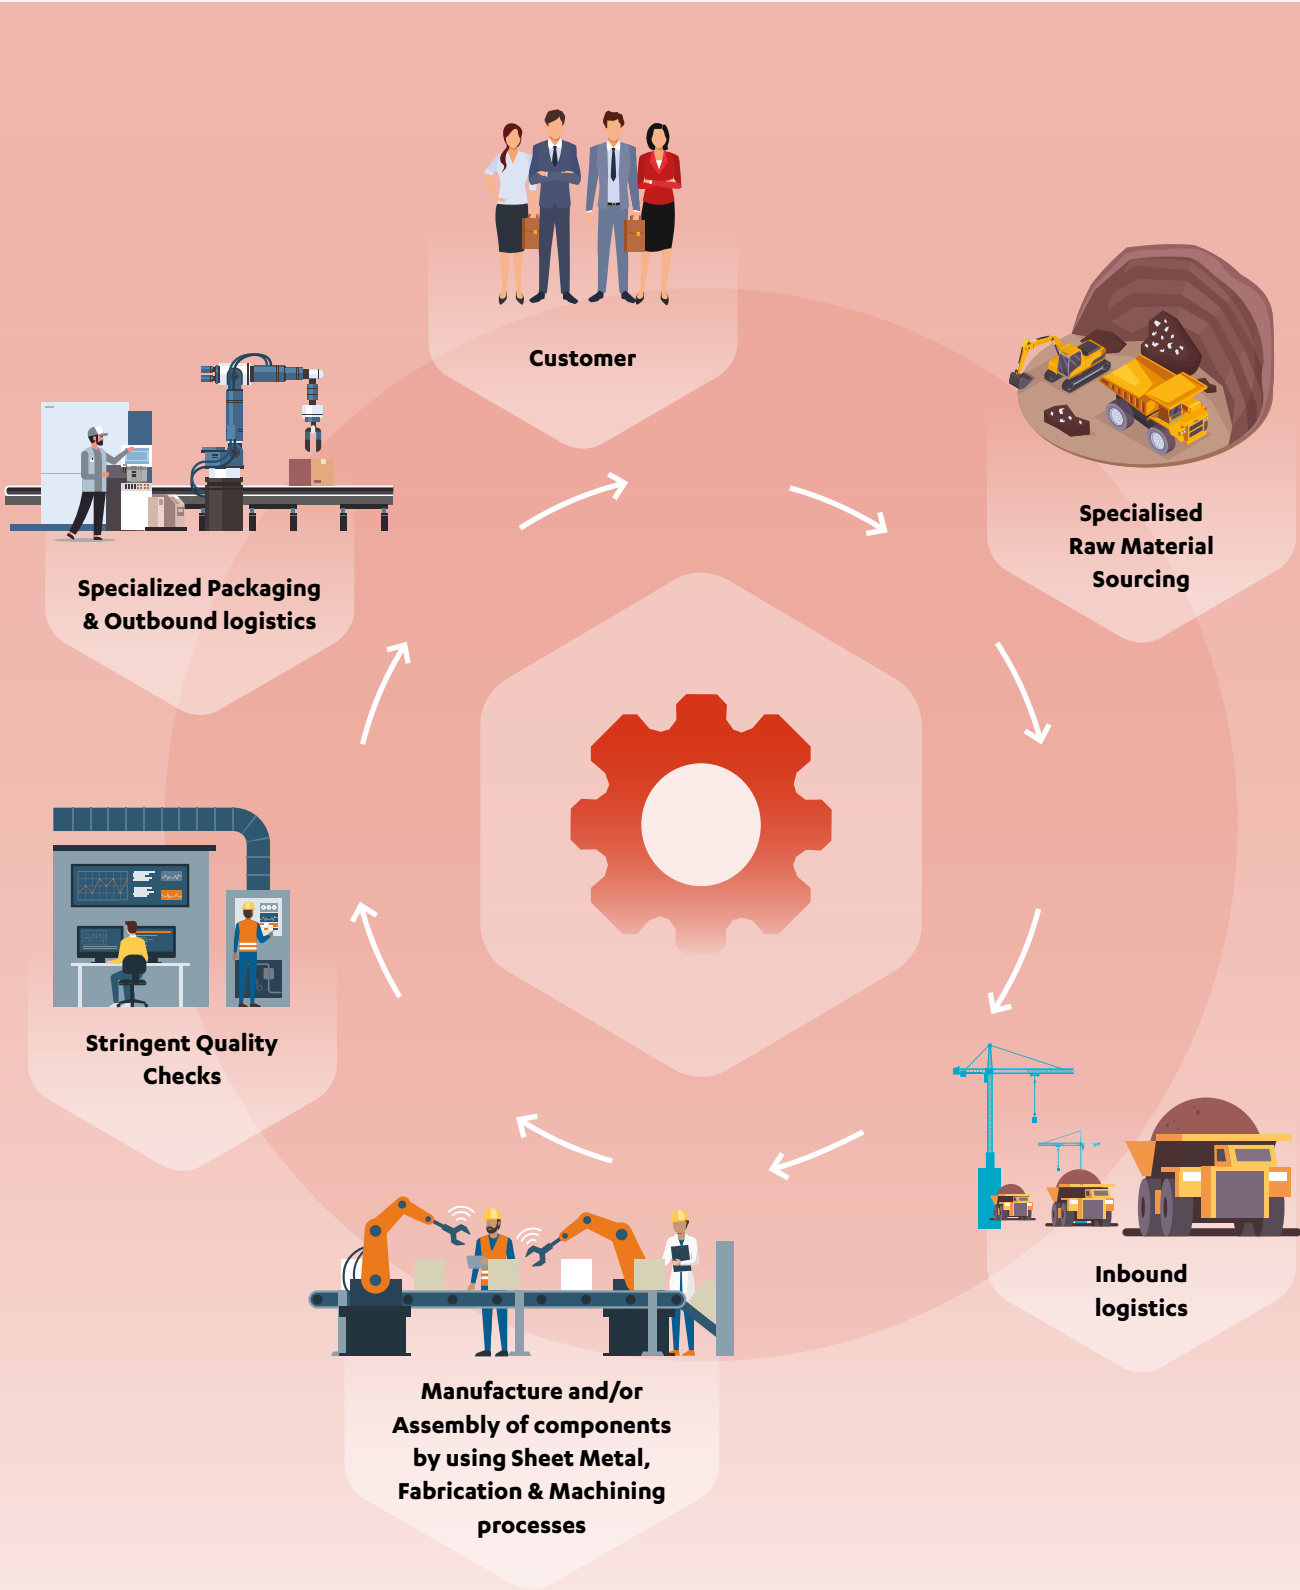 Customer
Specialised
Raw Material
Sourcing
Specialized Packaging
& Outbound logistics
Stringent Quality
Checks
Inbound
logistics
Manufacture and/or
Assembly of components
by using Sheet Metal,
Fabrication & Machining
processes